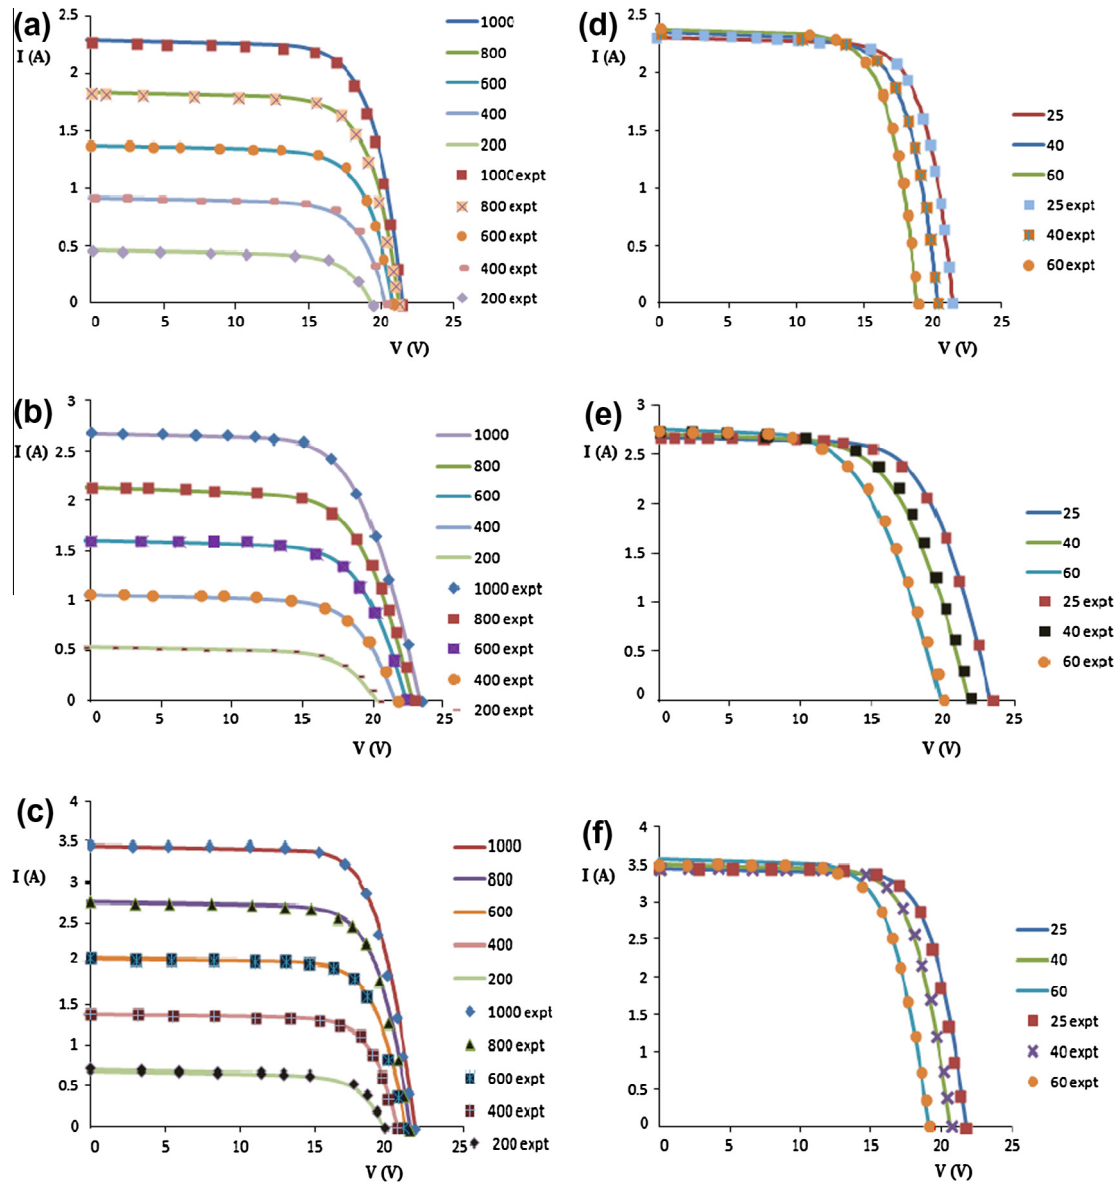 (a)
I (A)
2.5
2
1.5
1
0.5
0
0 5 10 15 20 25
V (V)
1000
800
600
400
200
1000 expt
800 expt
600 expt
400 expt
200 expt
(d)
I (A)
2.5
2
1.5
1
0.5
0
0 5 10 15 20 25
V (V)
25
40
60
25 expt
40 expt
60 expt
(b)
I (A)
3
2.5
2
1.5
1
0.5
0
0 5 10 15 20 25
V (V)
1000
800
600
400
200
1000 expt
800 expt
600 expt
400 expt
200 expt
(e)
I (A)
3
2.5
2
1.5
1
0.5
0
0 5 10 15 20 25
V (V)
25
40
60
25 expt
40 expt
60 expt
(c)
I (A)
4
3.5
3
2.5
2
1.5
1
0.5
0
0 5 10 15 20 25
V (V)
1000
800
600
400
200
1000 expt
800 expt
600 expt
400 expt
200 expt
(f)
I (A)
4
3.5
3
2.5
2
1.5
1
0.5
0
0 5 10 15 20 25
V (V)
25
40
60
25 expt
40 expt
60 expt